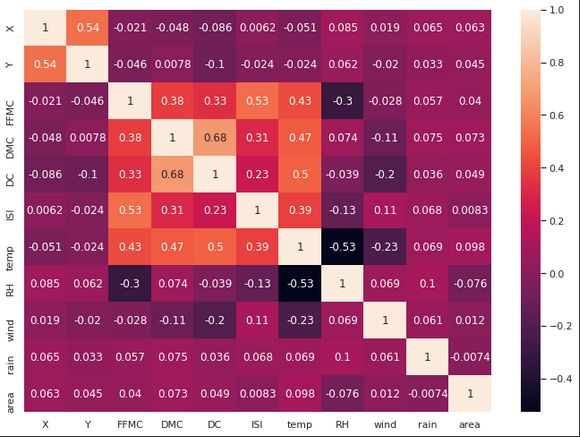 X 1 0.54 -0.021 -0.048 -0.086 0.0062 -0.051 0.085 0.019 0.065 0.063
Y 0.54 1 -0.046 0.0078 -0.1 -0.024 -0.024 0.062 -0.02 0.033 0.045
FFMC -0.021 -0.046 1 0.38 0.33 0.53 0.43 -0.3 -0.028 0.057 0.04
DMC -0.048 0.0078 0.38 1 0.68 0.31 0.47 0.074 -0.11 0.075 0.073
DC -0.086 -0.1 0.33 0.68 1 0.23 0.5 -0.039 -0.2 0.036 0.049
ISI 0.0062 -0.024 0.53 0.31 0.23 1 0.39 -0.13 0.11 0.068 0.0083
temp -0.051 -0.024 0.43 0.47 0.5 0.39 1 -0.53 -0.23 0.069 0.098
RH 0.085 0.062 -0.3 0.074 -0.039 -0.13 -0.53 1 0.069 0.1 -0.076
wind 0.019 -0.02 -0.028 -0.11 -0.2 0.11 -0.23 0.069 1 0.061 0.012
rain 0.065 0.033 0.057 0.075 0.036 0.068 0.069 0.1 0.061 1 -0.0074
area 0.063 0.045 0.04 0.073 0.049 0.0083 0.098 -0.076 0.012 -0.0074 1
X Y FFMC DMC DC ISI temp RH wind rain area
1.0
0.8
0.6
0.4
0.2
0.0
−0.2
−0.4